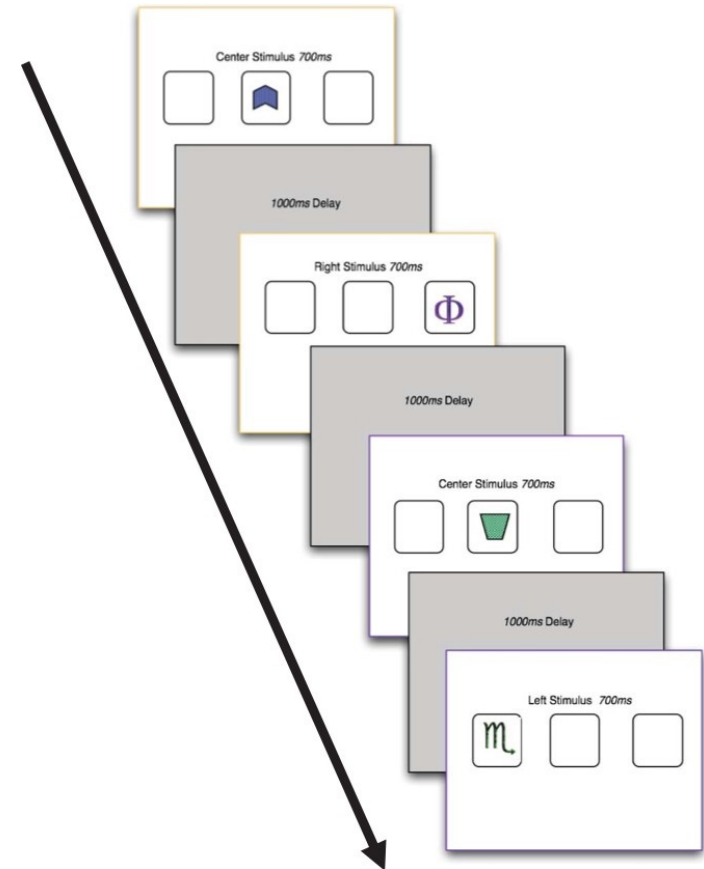 Center Stimulus 700ms
1000ms Delay
Right Stimulus 700ms
Φ
1000ms Delay
Center Stimulus 700ms
1000ms Delay
Left Stimulus 700ms
♏